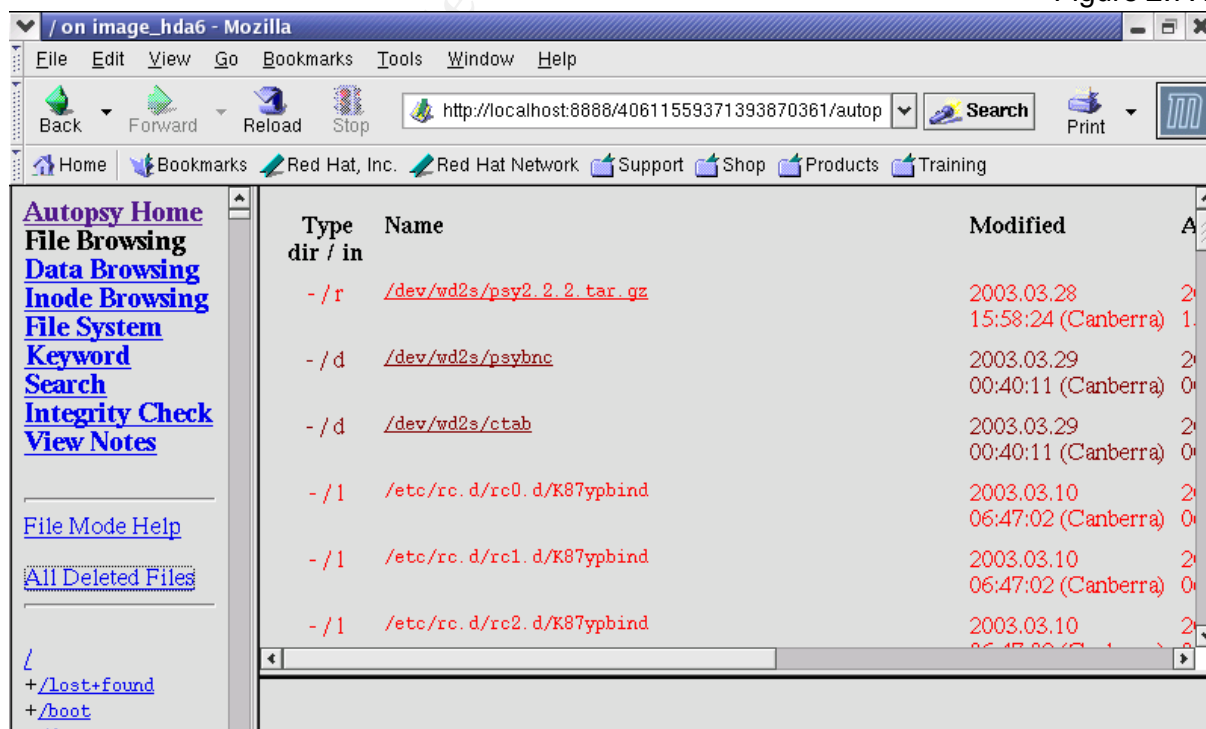 / on image_hda6 - Mozilla
File Edit View Go Bookmarks Tools Window Help
Back Forward Reload Stop http://localhost:8888/40611559371393870361/autop Search Print
Home Bookmarks Red Hat, Inc. Red Hat Network Support Shop Products Training
Autopsy Home
File Browsing
Data Browsing
Inode Browsing
File System
Keyword
Search
Integrity Check
View Notes
File Mode Help
All Deleted Files
/
+/lost+found
+/boot
Type Name Modified
dir / in
- / r /dev/wd2s/psy2.2.2.tar.gz 2003.03.28
15:58:24 (Canberra)
- / d /dev/wd2s/psybnc 2003.03.29
00:40:11 (Canberra)
- / d /dev/wd2s/ctab 2003.03.29
00:40:11 (Canberra)
- / l /etc/rc.d/rc0.d/K87ypbind 2003.03.10
06:47:02 (Canberra)
- / l /etc/rc.d/rc1.d/K87ypbind 2003.03.10
06:47:02 (Canberra)
- / l /etc/rc.d/rc2.d/K87ypbind 2003.03.10